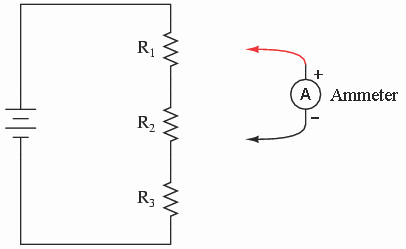 R1
+
A Ammeter
R2
-
R3